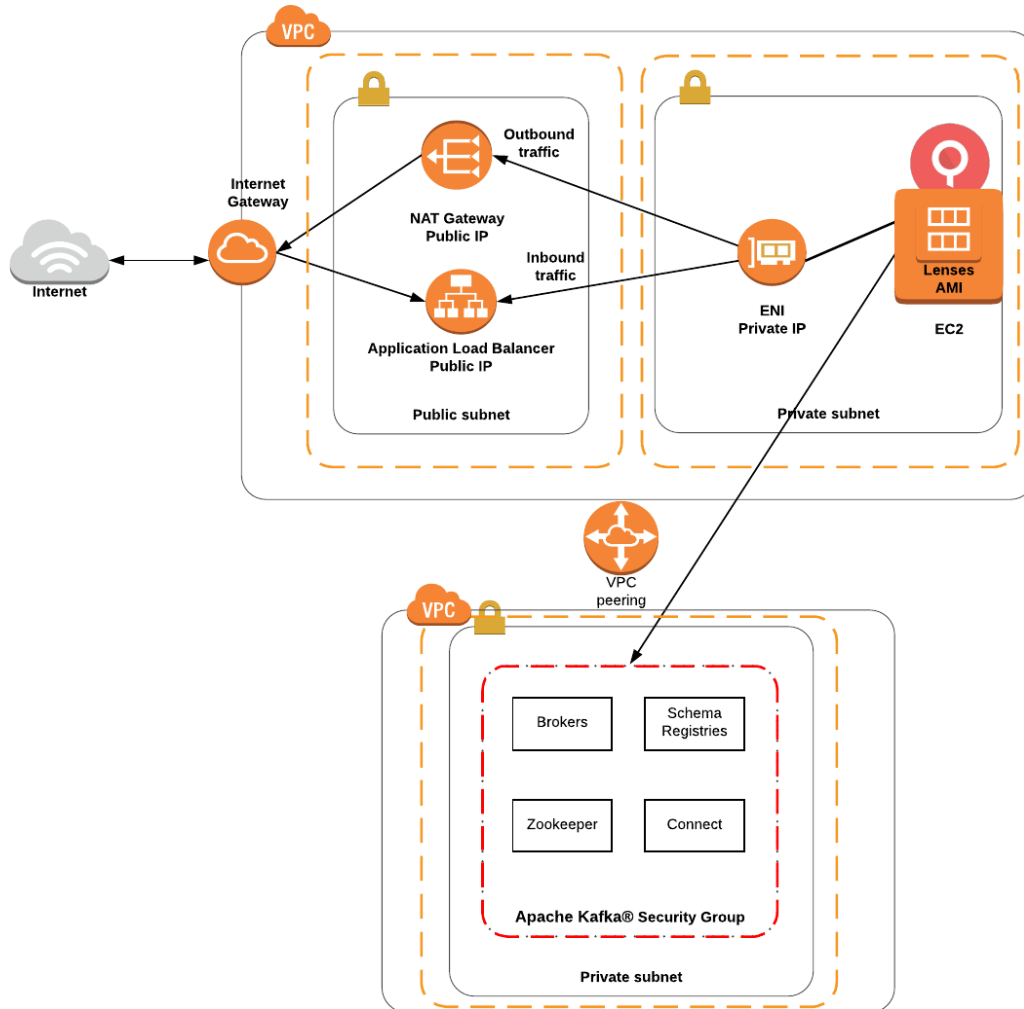 VPC
Outbound
traffic
Internet
Gateway
NAT Gateway
Public IP
Inbound
traffic
Internet
Lenses
AMI
ENI
Private IP
EC2
Application Load Balancer
Public IP
Public subnet
Private subnet
VPC
peering
VPC
Brokers
Schema
Registries
Zookeeper
Connect
Apache Kafka® Security Group
Private subnet